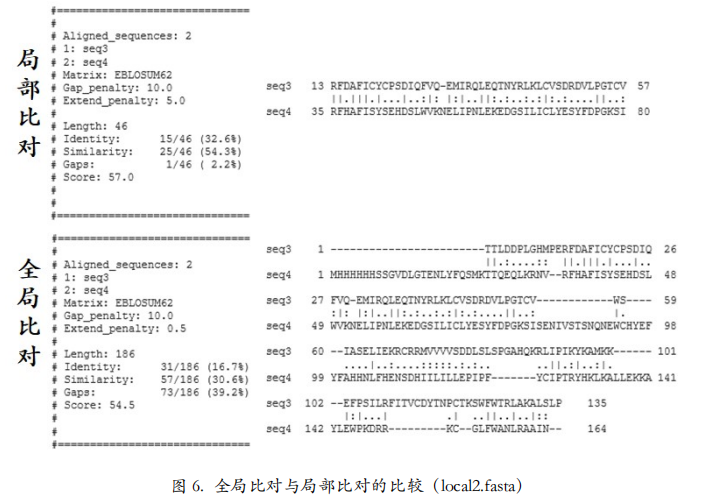 局部比对
#===============================
#
# Aligned_sequences: 2
# 1: seq3
# 2: seq4
# Matrix: EBLOSUM62
# Gap_penalty: 10.0
# Extend_penalty: 5.0
#
# Length: 46
# Identity:      15/46 (32.6%)
# Similarity:    25/46 (54.3%)
# Gaps:           1/46 ( 2.2%)
# Score: 57.0
#
#
#===============================
seq3 13 RFDAFICYCPSDIQFVQ-EMIRQLEQTNYRLKLCVSDRDVLPGTCV 57
||.|||.|...|...|..:| |:|..||:.....|.:|:.....||..:
seq4 35 RFHAFISYSEHDSLWVKNELIPNLEKEDGSILICLYESYFDPGKSI 80
全局比对
#===============================
#
# Aligned_sequences: 2
# 1: seq3
# 2: seq4
# Matrix: EBLOSUM62
# Gap_penalty: 10.0
# Extend_penalty: 0.5
#
# Length: 186
# Identity:      31/186 (16.7%)
# Similarity:    57/186 (30.6%)
# Gaps:          73/186 (39.2%)
# Score: 54.5
#
#
#===============================
seq3 1 -----------------------TTLDDPLGHMPERFDAFICYCPSDIQ 26
||.:....:: ||.|||.|...|..
seq4 1 MHHHHHHSSGVDLGTENLYFQSMKTTQEQLKRNV--RFHAFISYSEHDSL 48
seq3 27 FVQ-EMIRQLEQTNYRLKLCVSDRDVLPGTCV------------WS---- 59
:|: |:|..||:.....|.:|:.....||..: |.
seq4 49 WVKNELIPNLEKEDGSILICLYESYFDPGKSISENIVSTSNQNEWCHYEF 98
seq3 60 --IASELIEKRCRRMVVVVSDDLSLSPGAHQKRLIPIKYKAMKK------ 101
....|:.....:::::.:...:.. ||..:|..:|.
seq4 99 YFAHHNLFHENSDHIILILLEPIPF------YCIPTRYHKLKALLEKKA 141
seq3 102 --EFPSILRFITVCDYTNPCTKSWFWTRLAKALSLP 135
|:|...| .| ..||..|..|::
seq4 142 YLEWPKDRR---------KC--GLFWANLRAAIN-- 164
图 6. 全局比对与局部比对的比较（local2.fasta）